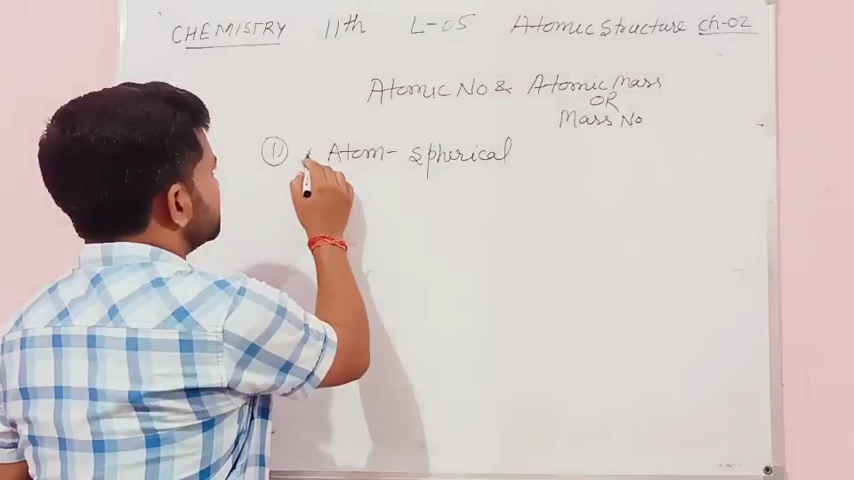 CHEMISTRY 11th L-05 Atomic Structure ch-02
Atomic No & Atomic Mass
OR
Mass No
(1) Atom- Spherical